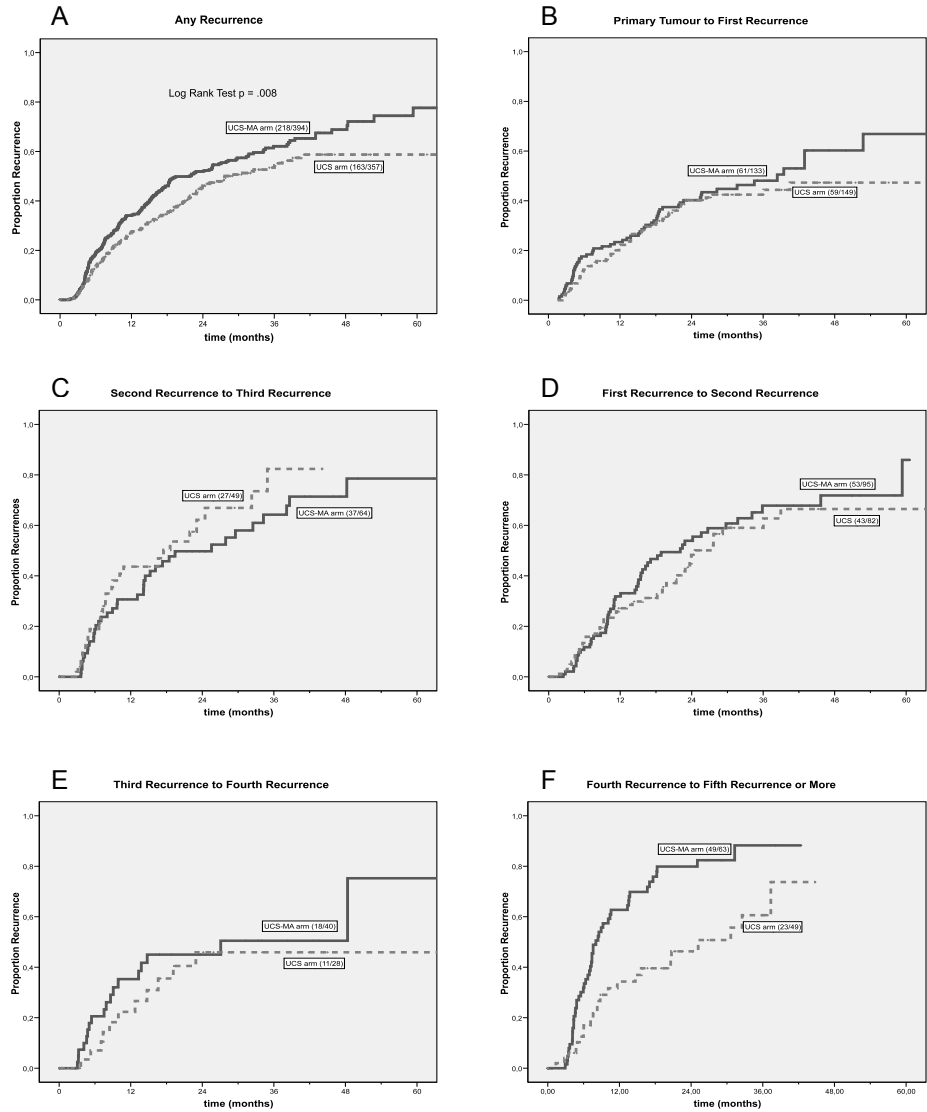 A
Any Recurrence
Proportion Recurrence
1,0
0,8
0,6
0,4
0,2
0,0
Log Rank Test p = .008
UCS-MA arm (218/394)
UCS arm (163/357)
0 12 24 36 48 60
time (months)
B
Primary Tumour to First Recurrence
Proportion Recurrence
1,0
0,8
0,6
0,4
0,2
0,0
UCS-MA arm (61/133)
UCS arm (59/149)
0 12 24 36 48 60
time (months)
C
Second Recurrence to Third Recurrence
Proportion Recurrences
1,0
0,8
0,6
0,4
0,2
0,0
UCS arm (27/49)
UCS-MA arm (37/64)
0 12 24 36 48 60
time (months)
D
First Recurrence to Second Recurrence
Proportion Recurrence
1,0
0,8
0,6
0,4
0,2
0,0
UCS-MA arm (53/95)
UCS (43/82)
0 12 24 36 48 60
time (months)
E
Third Recurrence to Fourth Recurrence
Proportion Recurrence
1,0
0,8
0,6
0,4
0,2
0,0
UCS-MA arm (18/40)
UCS arm (11/28)
0 12 24 36 48 60
time (months)
F
Fourth Recurrence to Fifth Recurrence or More
Proportion Recurrence
1,0
0,8
0,6
0,4
0,2
0,0
UCS-MA arm (49/63)
UCS arm (23/49)
0,00 12,00 24,00 36,00 48,00 60,00
time (months)